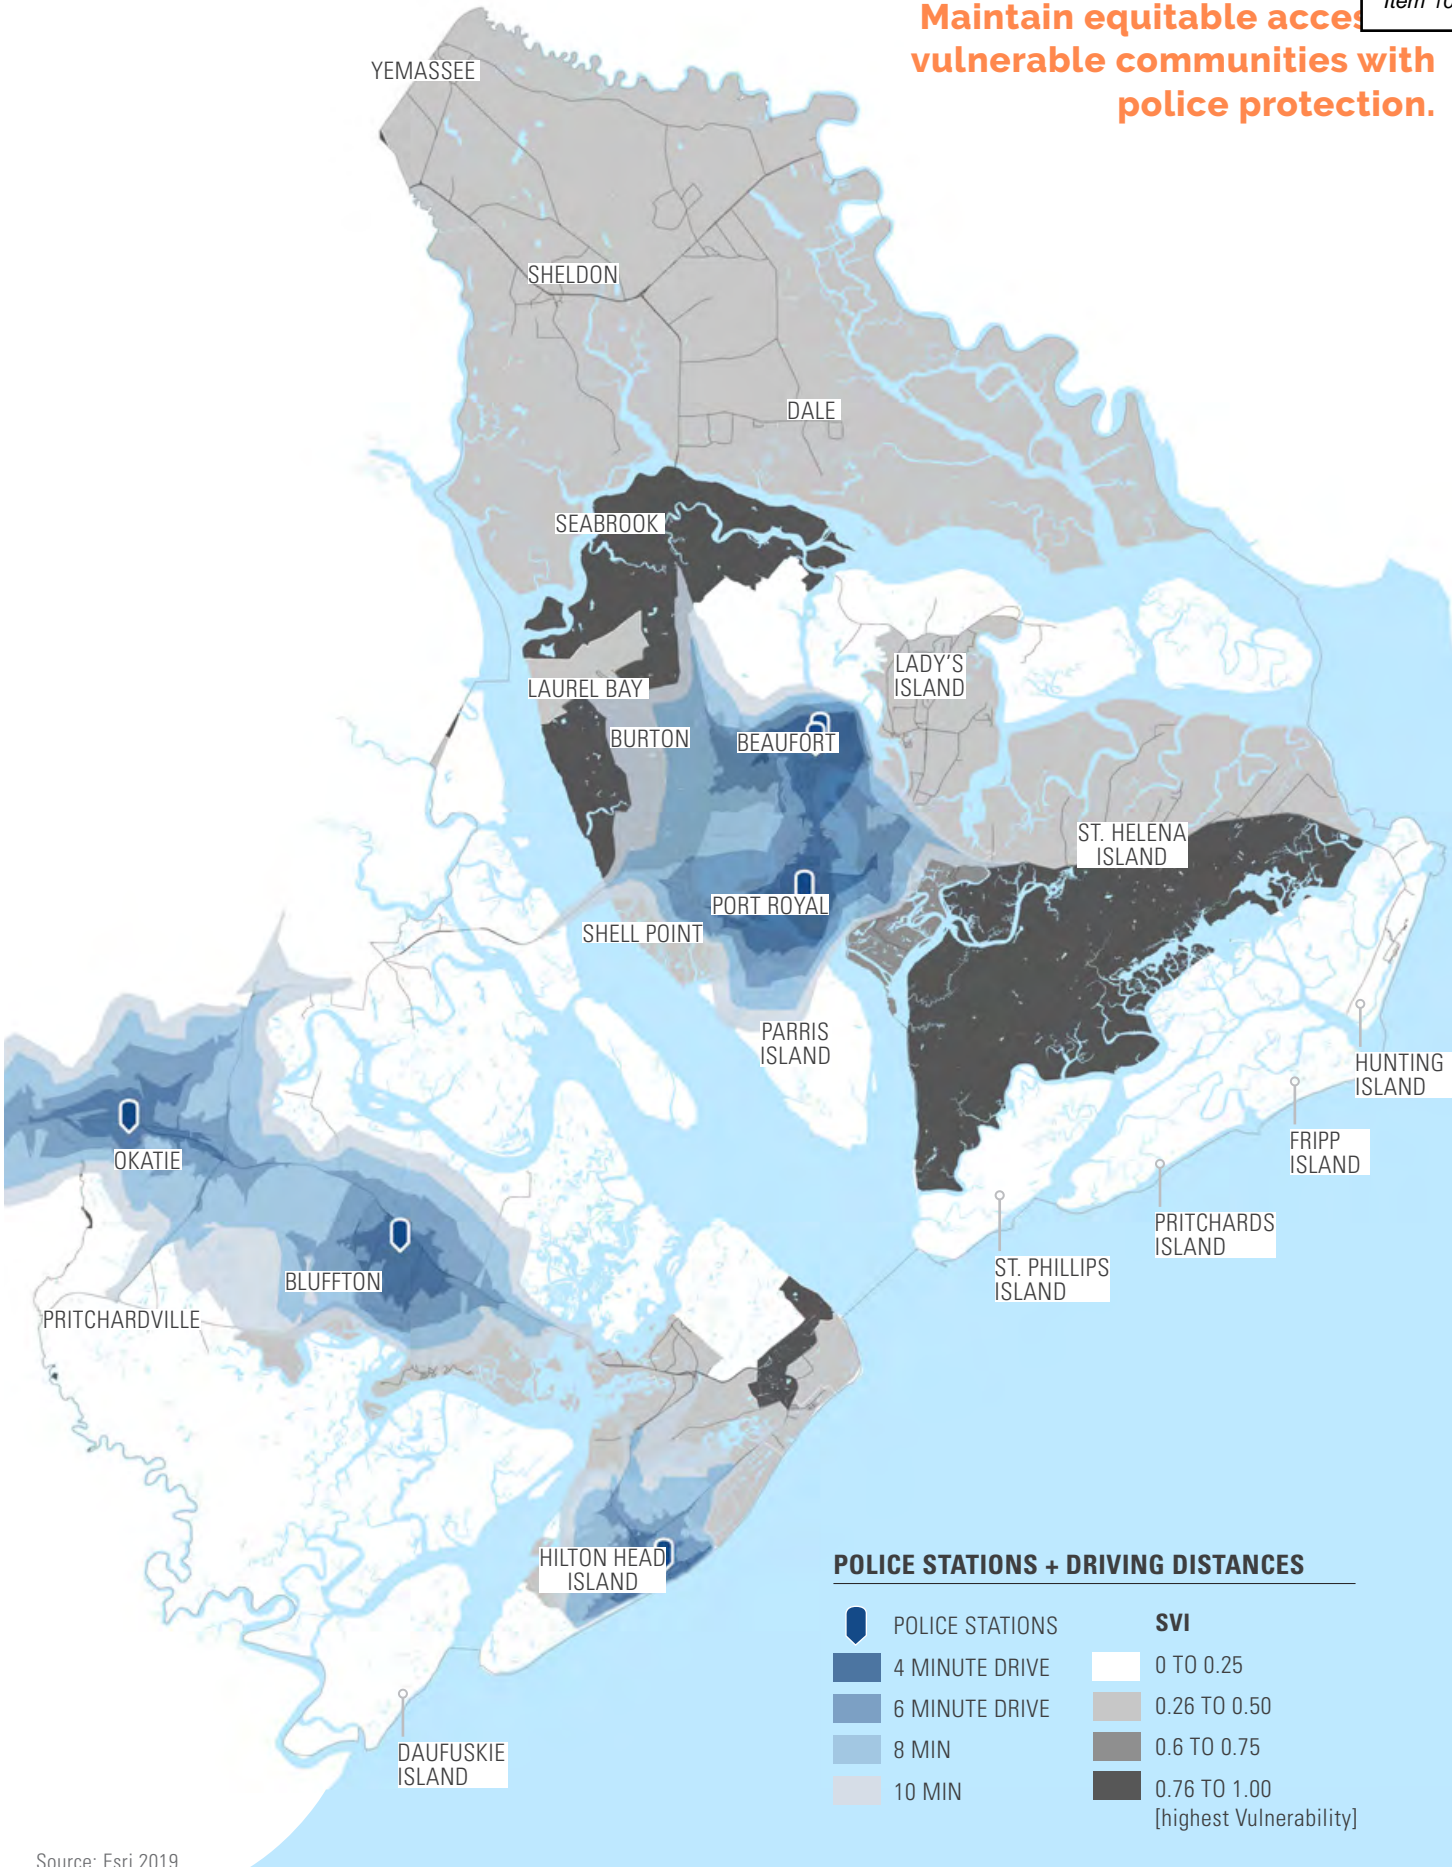 Item 10
Maintain equitable acces
vulnerable communities with
police protection.
YEMASSEE
SHELDON
DALE
SEABROOK
LADY'S
ISLAND
LAUREL BAY
BURTON
BEAUFORT
ST. HELENA
ISLAND
PORT ROYAL
SHELL POINT
PARRIS
ISLAND
HUNTING
ISLAND
FRIPP
ISLAND
OKATIE
PRITCHARDS
ISLAND
ST. PHILLIPS
ISLAND
BLUFFTON
PRITCHARDVILLE
HILTON HEAD
ISLAND
DAUFUSKIE
ISLAND
POLICE STATIONS + DRIVING DISTANCES
POLICE STATIONS
4 MINUTE DRIVE
6 MINUTE DRIVE
8 MIN
10 MIN
SVI
0 TO 0.25
0.26 TO 0.50
0.6 TO 0.75
0.76 TO 1.00
[highest Vulnerability]
Source: Esri 2019